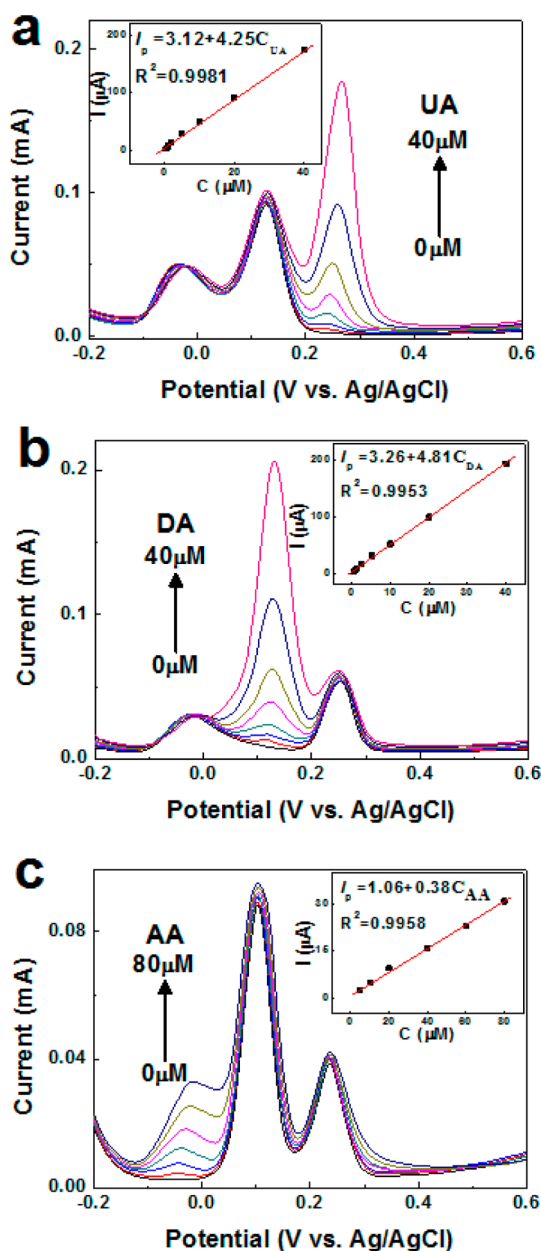 a
I_p =3.12+4.25C_UA
R²=0.9981
I (μA)
200
100
0
0
20
40
C (μM)
UA
40μM
0μM
Current (mA)
0.2
0.1
0.0
-0.2
0.0
0.2
0.4
0.6
Potential (V vs. Ag/AgCl)
b
I_p =3.26+4.81C_DA
R²=0.9953
I (μA)
200
100
0
0
10
20
30
40
C (μM)
DA
40μM
0μM
Current (mA)
0.2
0.1
0.0
-0.2
0.0
0.2
0.4
0.6
Potential (V vs. Ag/AgCl)
c
I_p =1.06+0.38C_AA
R²=0.9958
I (μA)
30
15
0
0
20
40
60
80
C (μM)
AA
80μM
0μM
Current (mA)
0.08
0.04
0.00
-0.2
0.0
0.2
0.4
0.6
Potential (V vs. Ag/AgCl)